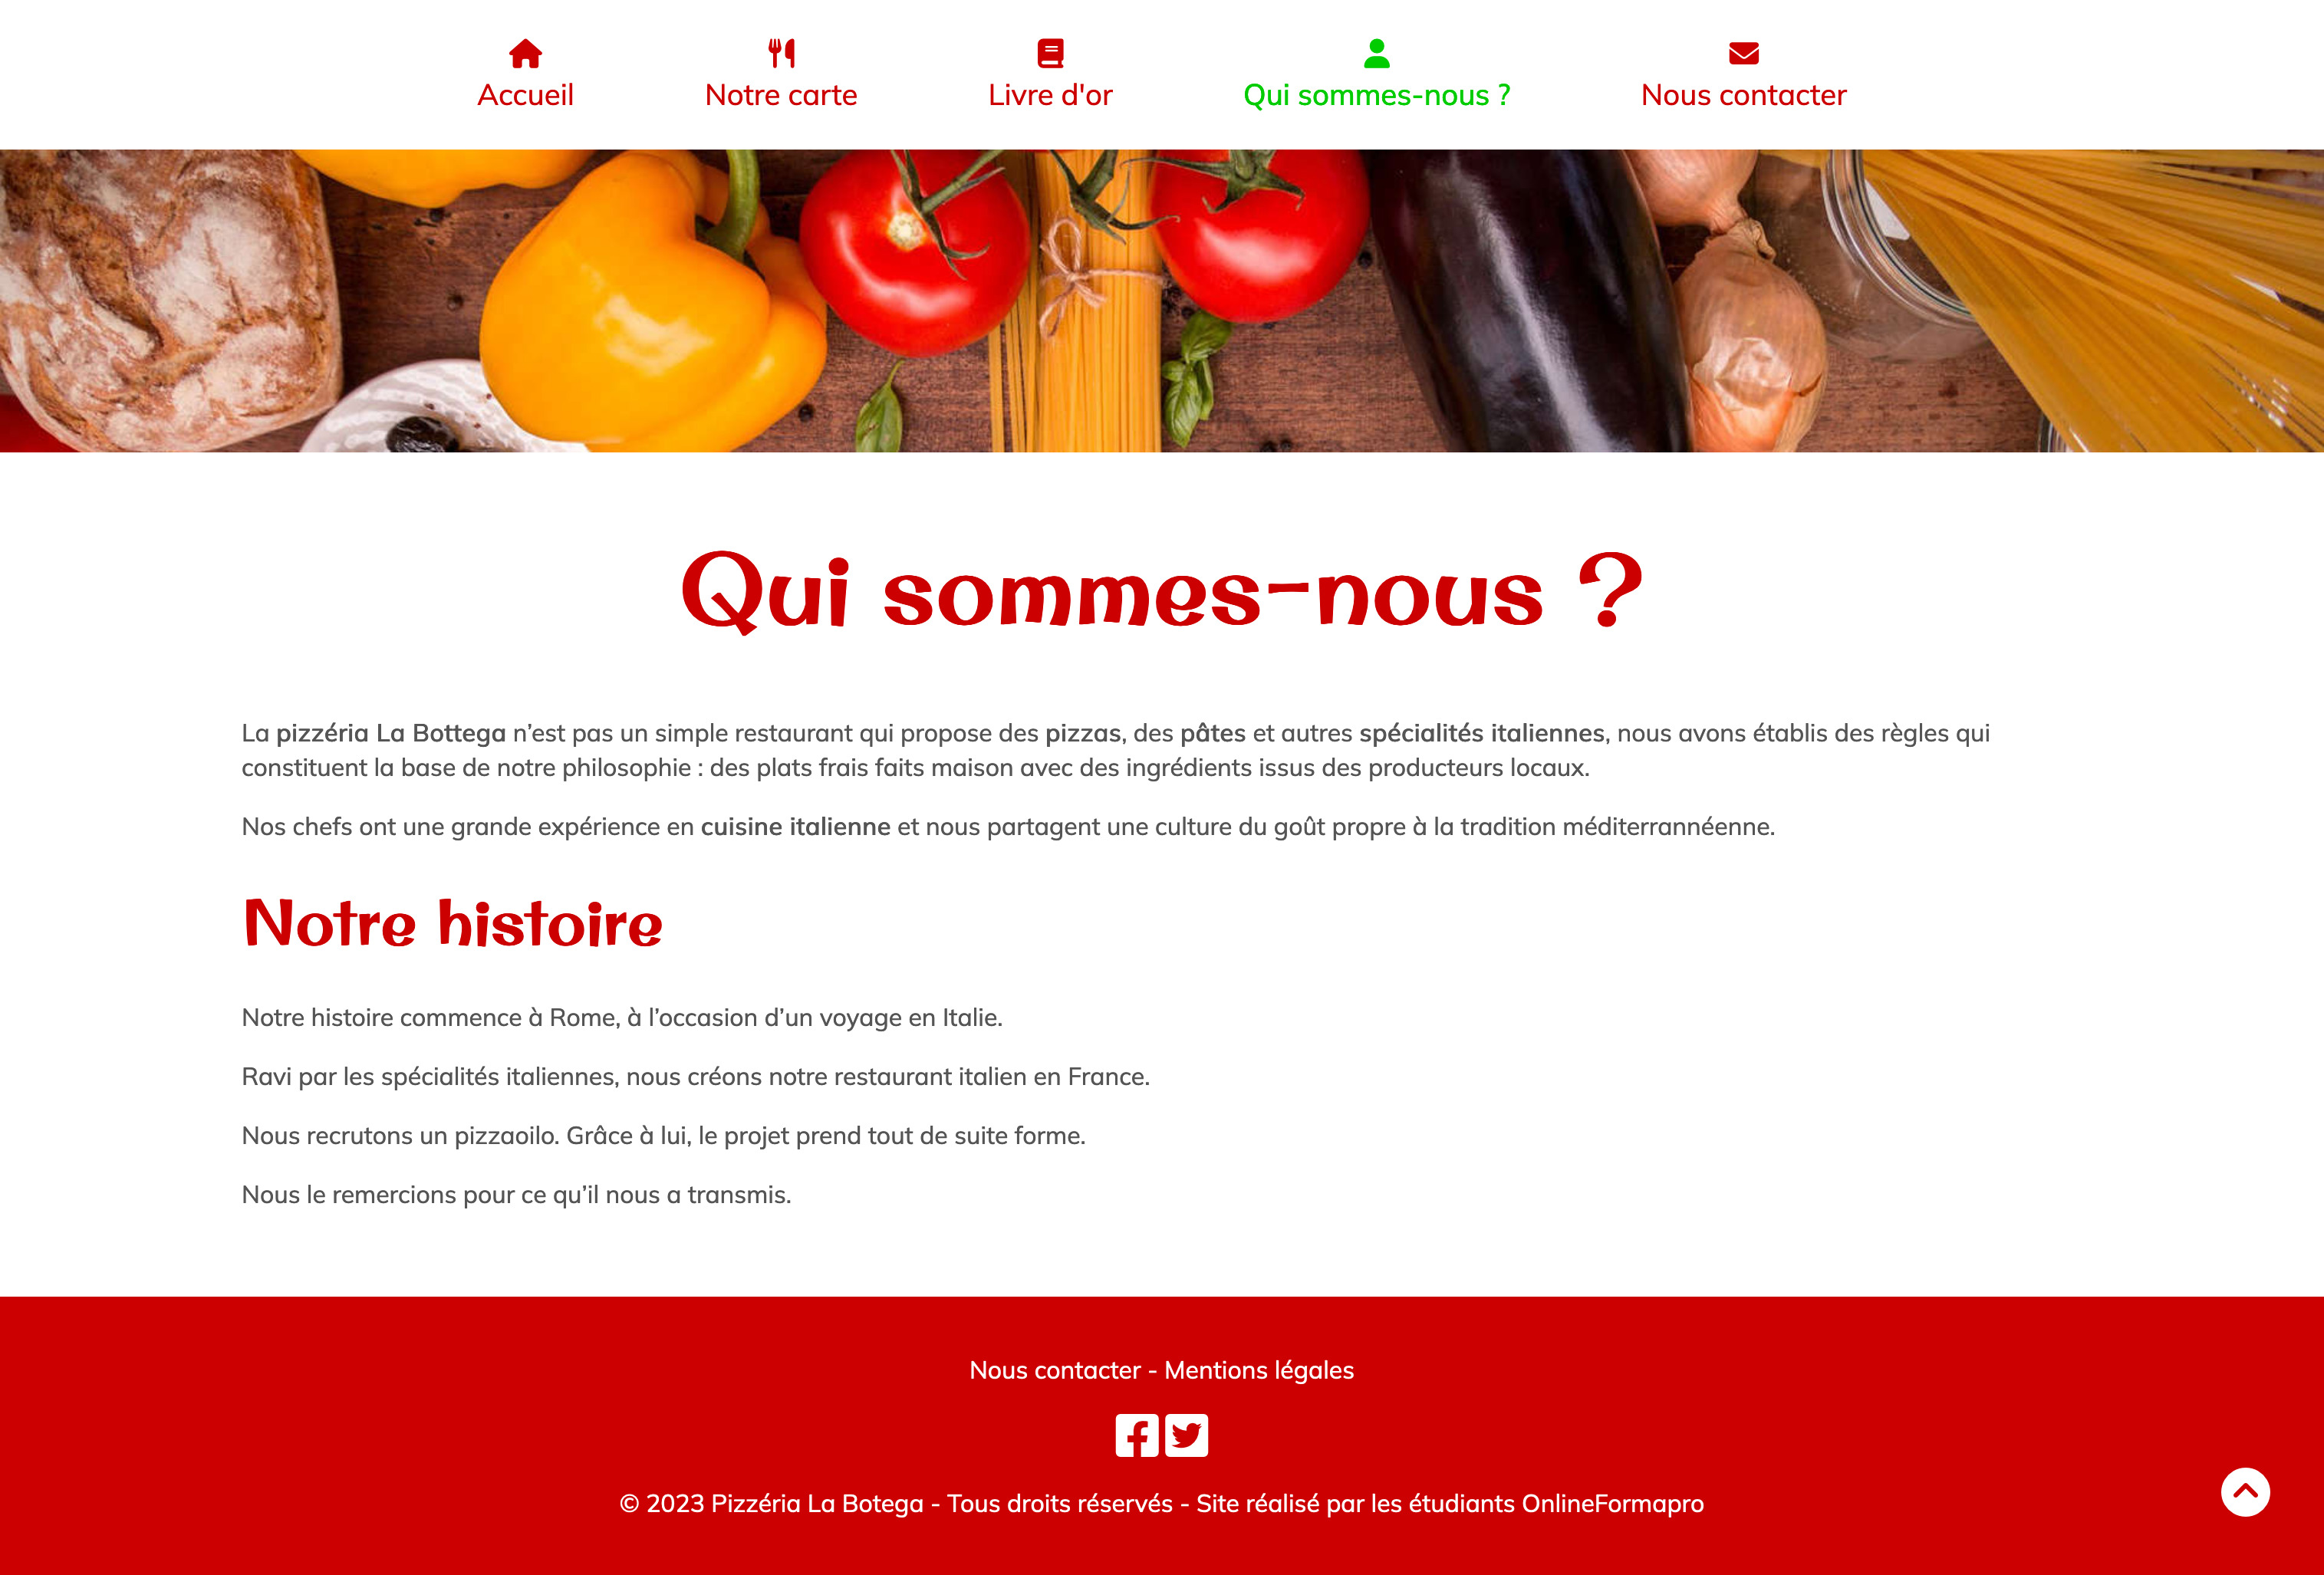 Accueil
Notre carte
Livre d'or
Qui sommes-nous ?
Nous contacter
Qui sommes-nous ?
La pizzéria La Bottega n’est pas un simple restaurant qui propose des pizzas, des pâtes et autres spécialités italiennes, nous avons établis des règles qui
constituent la base de notre philosophie : des plats frais faits maison avec des ingrédients issus des producteurs locaux.
Nos chefs ont une grande expérience en cuisine italienne et nous partagent une culture du goût propre à la tradition méditerrannéenne.
Notre histoire
Notre histoire commence à Rome, à l’occasion d’un voyage en Italie.
Ravi par les spécialités italiennes, nous créons notre restaurant italien en France.
Nous recrutons un pizzaoilo. Grâce à lui, le projet prend tout de suite forme.
Nous le remercions pour ce qu’il nous a transmis.
Nous contacter - Mentions légales
© 2023 Pizzéria La Botega - Tous droits réservés - Site réalisé par les étudiants OnlineFormapro